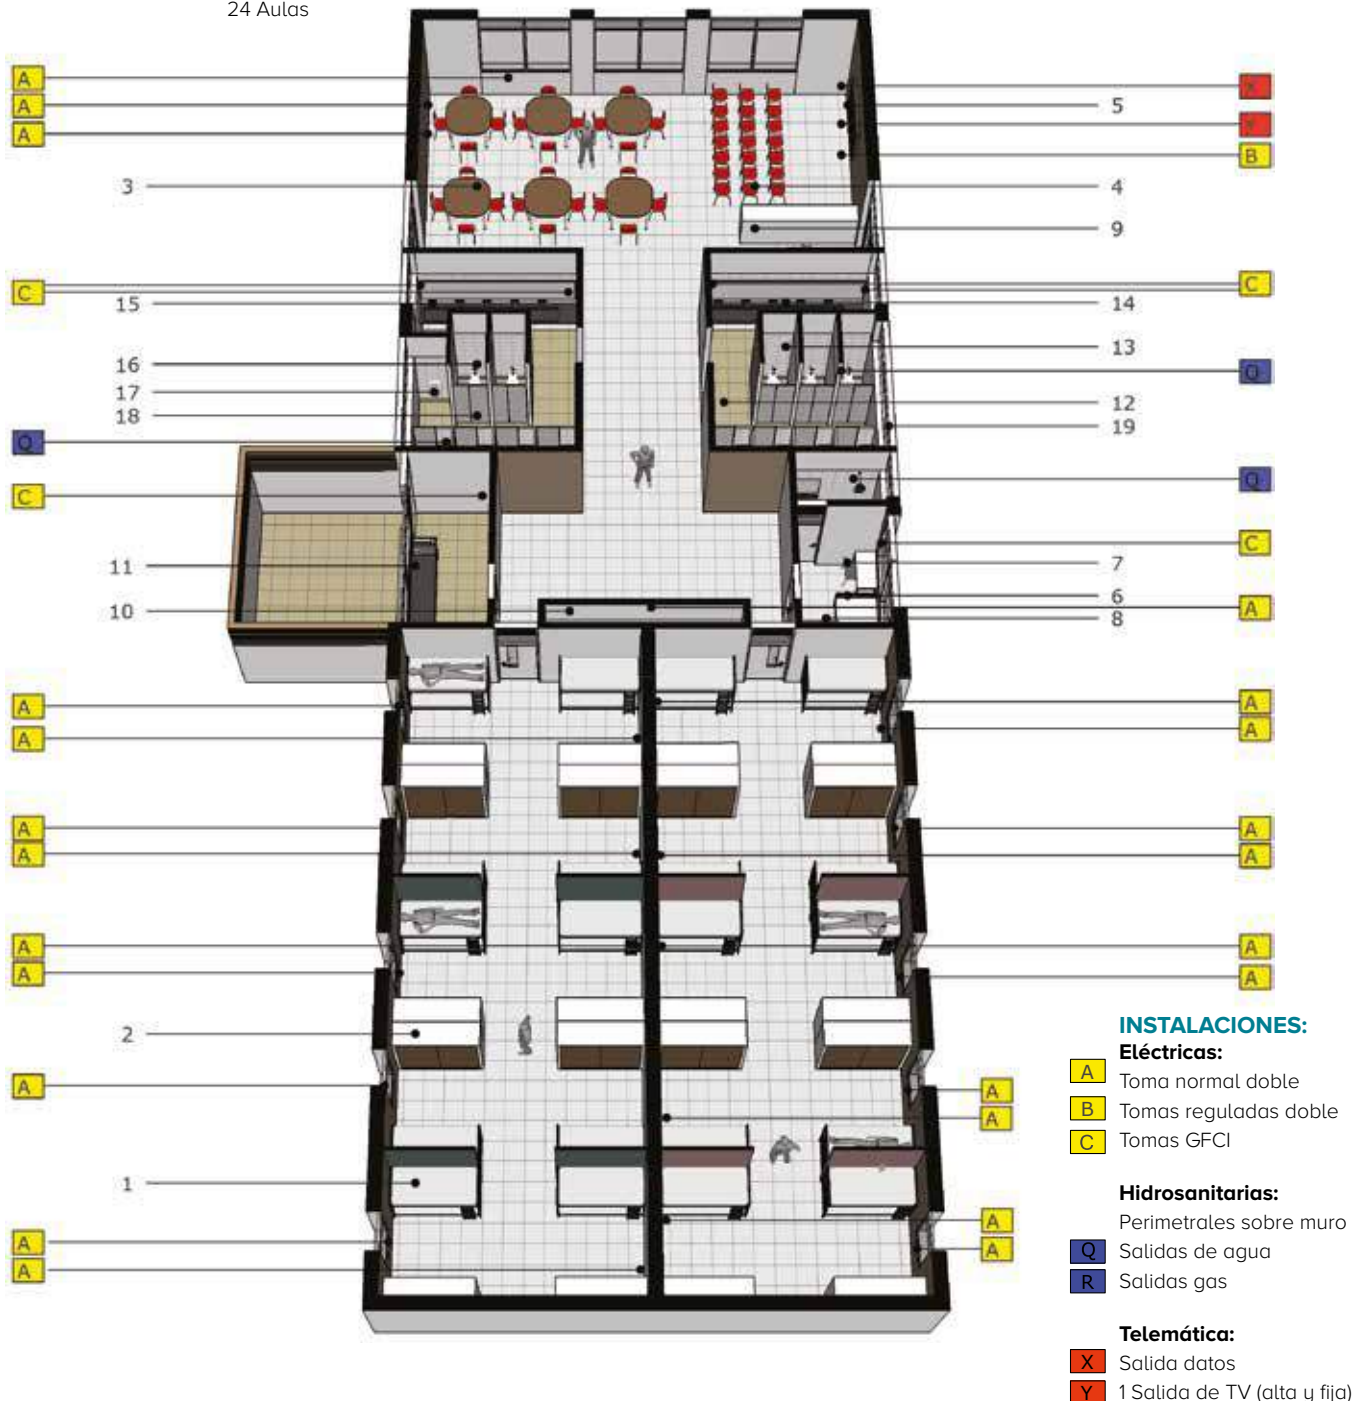 24 Aulas
A
A
A
X
5
Y
B
3
4
9
C
C
15
14
16
13
17
Q
18
12
19
Q
Q
C
C
11
7
10
6
A
8
A
A
A
A
A
A
A
A
A
A
A
A
2
A
A
A
1
A
A
A
A
INSTALACIONES:
Eléctricas:
A Toma normal doble
B Tomas reguladas doble
C Tomas GFCI
Hidrosanitarias:
Perimetrales sobre muro
Q Salidas de agua
R Salidas gas
Telemática:
X Salida datos
Y 1 Salida de TV (alta y fija)